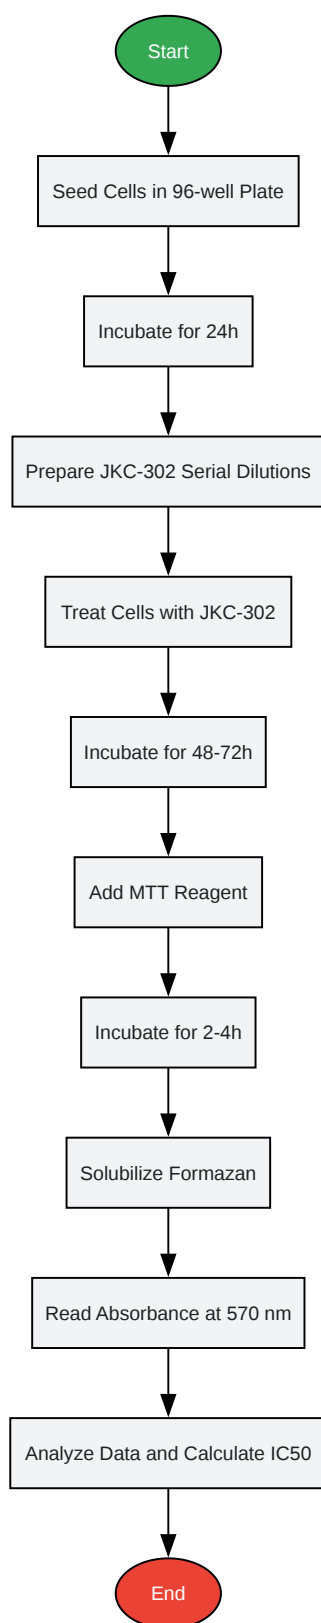 Start
Seed Cells in 96-well Plate
Incubate for 24h
Prepare JKC-302 Serial Dilutions
Treat Cells with JKC-302
Incubate for 48-72h
Add MTT Reagent
Incubate for 2-4h
Solubilize Formazan
Read Absorbance at 570 nm
Analyze Data and Calculate IC50
End